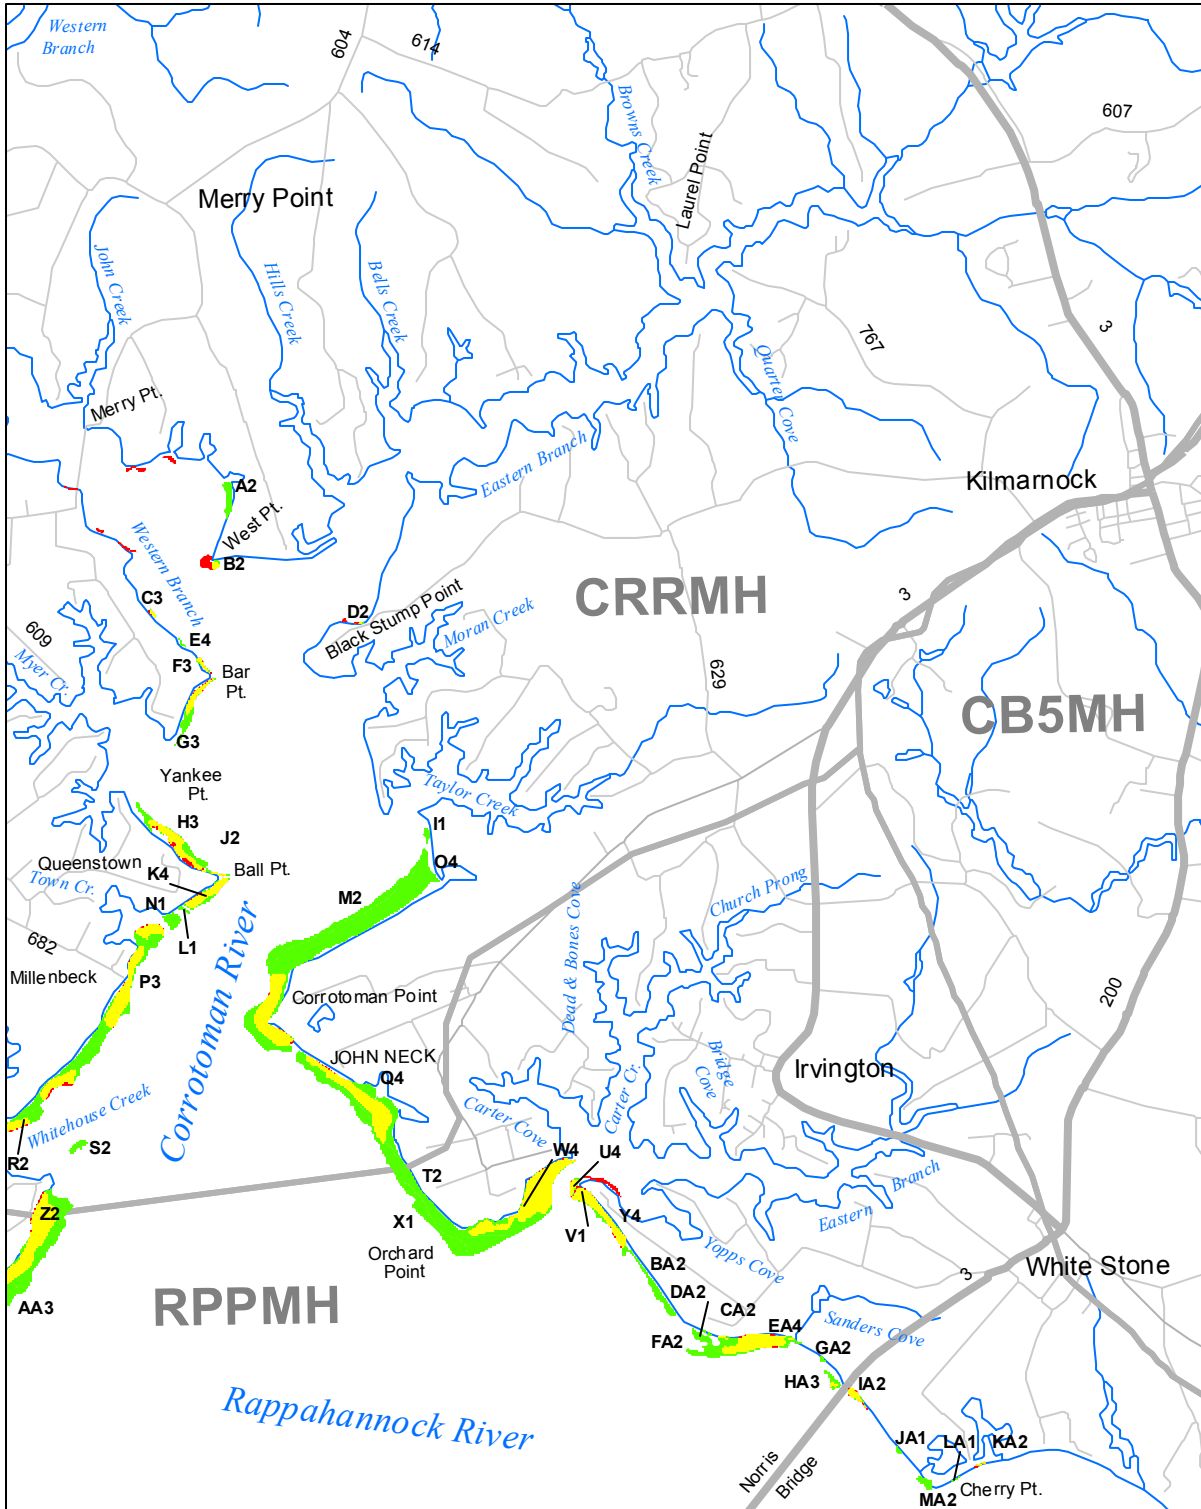 Western
Branch
604
614
Browns Creek
Laurel Point
607
Merry Point
John Creek
Hills Creek
Bells Creek
3
767
Quarter Cove
Merry Pt.
Eastern Branch
Kilmarnock
A2
West Pt.
B2
Western Branch
C3
D2
Black Stump Point
Moran Creek
CRRMH
3
609
Myer Cr.
E4
F3
Bar
Pt.
629
CB5MH
G3
Yankee
Pt.
Taylor Creek
H3
J2
I1
Queenstown
K4
Ball Pt.
O4
Town Cr.
N1
L1
M2
Church Prong
Dead & Bones Cove
682
Millenbeck
P3
Corrotoman River
Corrotoman Point
200
JOHN NECK
Q4
Bridge
Cove
Irvington
Carter Cr.
Whitehouse Creek
Carter Cove
R2
S2
W4
U4
T2
Eastern
Branch
Z2
X1
V1
Y4
Orchard
Point
Yopps Cove
BA2
White Stone
3
DA2
AA3
RPPMH
CA2
FA2
EA4
Sanders Cove
GA2
HA3
IA2
Rappahannock River
JA1
LA1
KA2
Norris
Bridge
Cherry Pt.
MA2